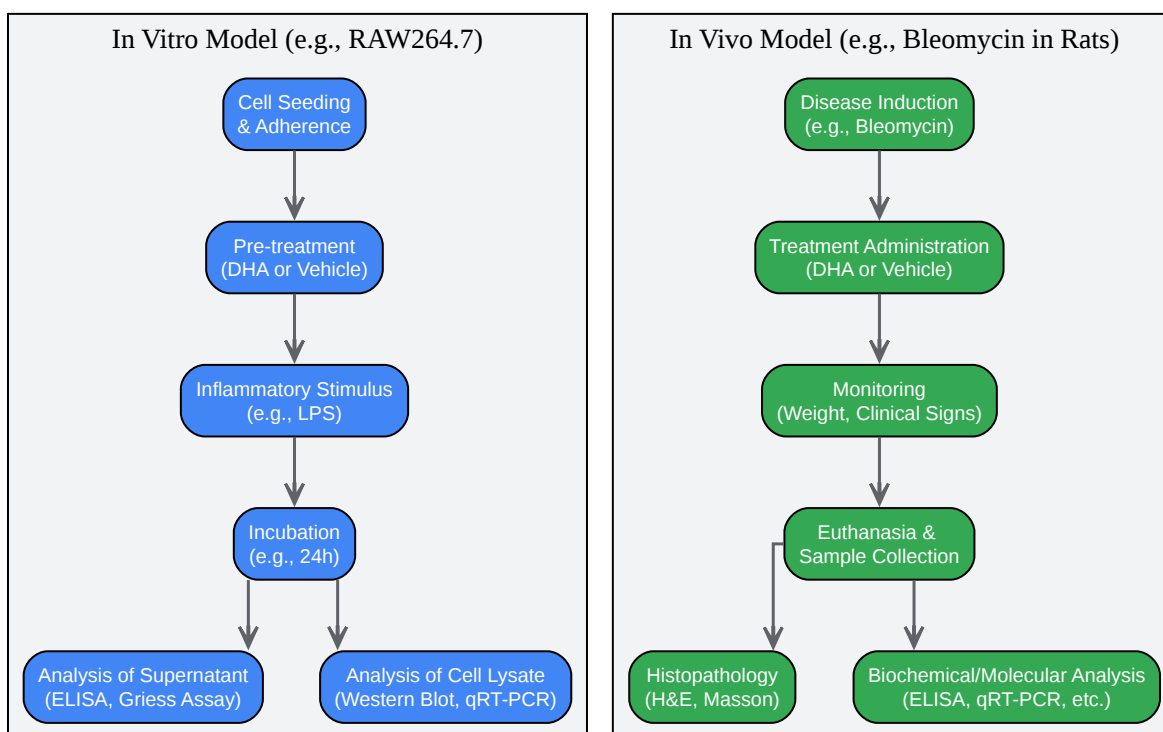 In Vitro Model (e.g., RAW264.7)
Cell Seeding
& Adherence
Pre-treatment
(DHA or Vehicle)
Inflammatory Stimulus
(e.g., LPS)
Incubation
(e.g., 24h)
Analysis of Supernatant
(ELISA, Griess Assay)
Analysis of Cell Lysate
(Western Blot, qRT-PCR)
In Vivo Model (e.g., Bleomycin in Rats)
Disease Induction
(e.g., Bleomycin)
Treatment Administration
(DHA or Vehicle)
Monitoring
(Weight, Clinical Signs)
Euthanasia &
Sample Collection
Histopathology
(H&E, Masson)
Biochemical/Molecular Analysis
(ELISA, qRT-PCR, etc.)